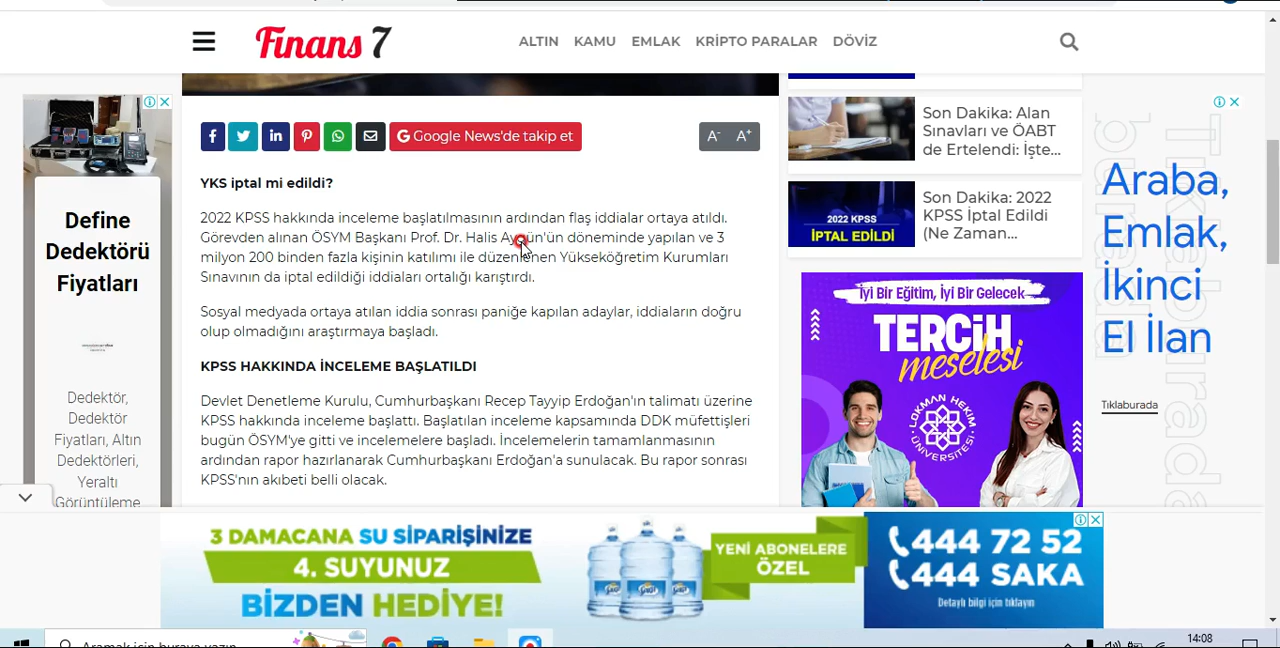 Finans 7
ALTIN KAMU EMLAK KRİPTO PARALAR DÖVİZ
Google News'de takip et
A- A+
YKS iptal mi edildi?
2022 KPSS hakkında inceleme başlatılmasının ardından flaş iddialar ortaya atıldı.
Görevden alınan ÖSYM Başkanı Prof. Dr. Halis Aygün'ün döneminde yapılan ve 3
milyon 200 binden fazla kişinin katılımı ile düzenlenen Yükseköğretim Kurumları
Sınavının da iptal edildiği iddiaları ortalığı karıştırdı.
Sosyal medyada ortaya atılan iddia sonrası paniğe kapılan adaylar, iddiaların doğru
olup olmadığını araştırmaya başladı.
KPSS HAKKINDA İNCELEME BAŞLATILDI
Devlet Denetleme Kurulu, Cumhurbaşkanı Recep Tayyip Erdoğan'ın talimatı üzerine
KPSS hakkında inceleme başlattı. Başlatılan inceleme kapsamında DDK müfettişleri
bugün ÖSYM'ye gitti ve incelemelere başladı. İncelemelerin tamamlanmasının
ardından rapor hazırlanarak Cumhurbaşkanı Erdoğan'a sunulacak. Bu rapor sonrası
KPSS'nın akıbeti belli olacak.
Define
Dedektörü
Fiyatları
Dedektör,
Dedektör
Fiyatları, Altın
Dedektörleri,
Yeraltı
Görüntüleme
Son Dakika: Alan
Sınavları ve ÖABT
de Ertelendi: İşte...
2022 KPSS
İPTAL EDİLDİ
Son Dakika: 2022
KPSS İptal Edildi
(Ne Zaman...
İyi Bir Eğitim, İyi Bir Gelecek
TERCİH
meselesi
LOKMAN HEKİM
ÜNİVERSİTESİ
Araba,
Emlak,
İkinci
El İlan
Tıklaburada
3 DAMACANA SU SİPARİŞİNİZE
4. SUYUNUZ
BİZDEN HEDİYE!
YENİ ABONELERE
ÖZEL
444 72 52
444 SAKA
Detaylı bilgi için tıklayın
Aramak için buraya yazın
14:08